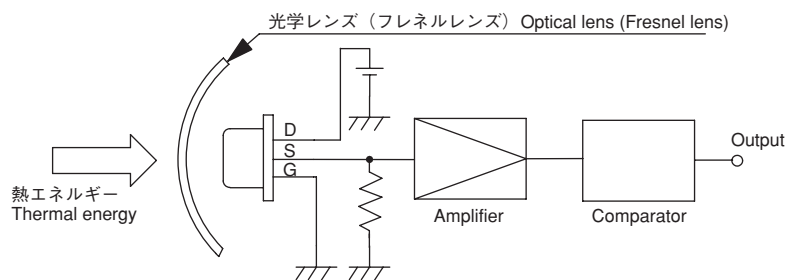 光学レンズ（フレネルレンズ）Optical lens (Fresnel lens)
D
S
G
Output
熱エネルギー
Thermal energy
Amplifier
Comparator